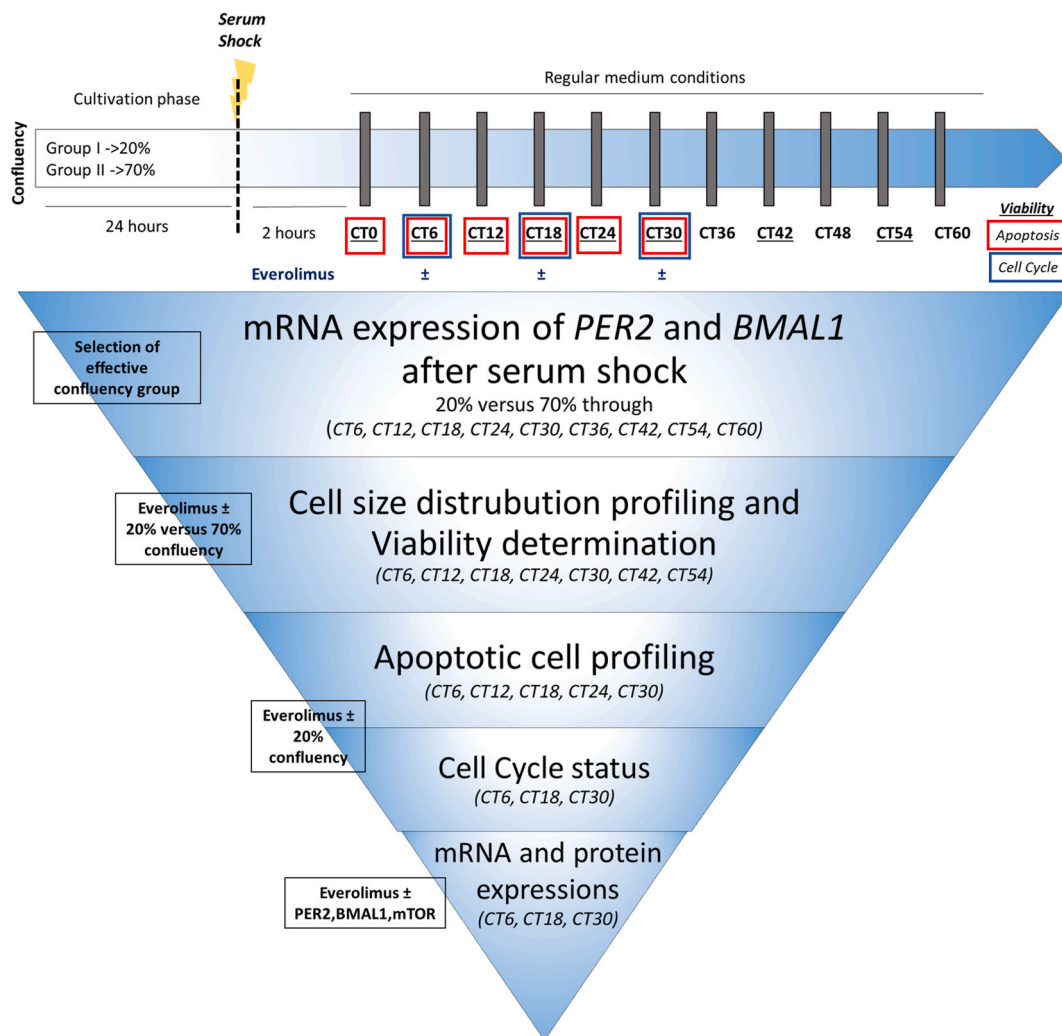 Serum
Shock
Cultivation phase
Regular medium conditions
Confluency
Group I ->20%
Group II ->70%
24 hours
2 hours
CT0 CT6 CT12 CT18 CT24 CT30 CT36 CT42 CT48 CT54 CT60
Viability
Apoptosis
Cell Cycle
Everolimus ± ± ±
Selection of
effective
confluency group
mRNA expression of PER2 and BMAL1
after serum shock
20% versus 70% through
(CT6, CT12, CT18, CT24, CT30, CT36, CT42, CT54, CT60)
Everolimus ±
20% versus 70%
confluency
Cell size distrubution profiling and
Viability determination
(CT6, CT12, CT18, CT24, CT30, CT42, CT54)
Apoptotic cell profiling
(CT6, CT12, CT18, CT24, CT30)
Everolimus ±
20%
confluency
Cell Cycle status
(CT6, CT18, CT30)
mRNA and protein
expressions
(CT6, CT18, CT30)
Everolimus ±
PER2,BMAL1,mTOR